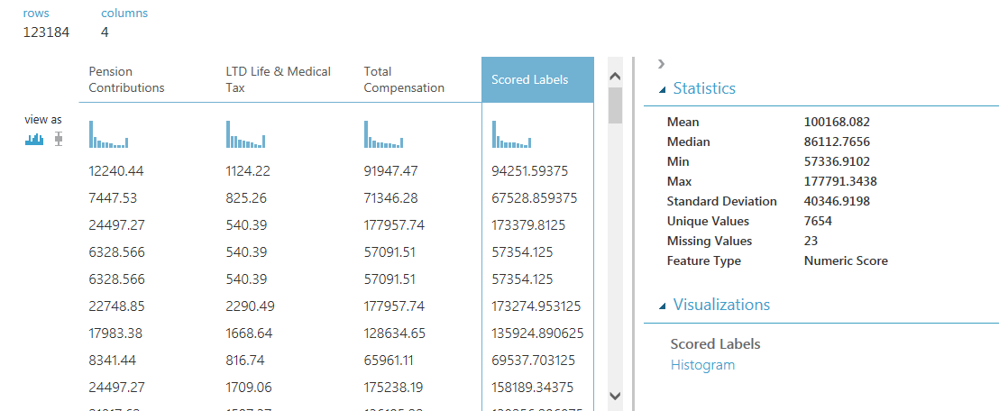 rows columns
123184 4
Pension Contributions LTD Life & Medical Tax Total Compensation Scored Labels
view as
12240.44 1124.22 91947.47 94251.59375
7447.53 825.26 71346.28 67528.859375
24497.27 540.39 177957.74 173379.8125
6328.566 540.39 57091.51 57354.125
6328.566 540.39 57091.51 57354.125
22748.85 2290.49 177957.74 173274.953125
17983.38 1668.64 128634.65 135924.890625
8341.44 816.74 65961.11 69537.703125
24497.27 1709.06 175238.19 158189.34375
Statistics
Mean 100168.082
Median 86112.7656
Min 57336.9102
Max 177791.3438
Standard Deviation 40346.9198
Unique Values 7654
Missing Values 23
Feature Type Numeric Score
Visualizations
Scored Labels
Histogram